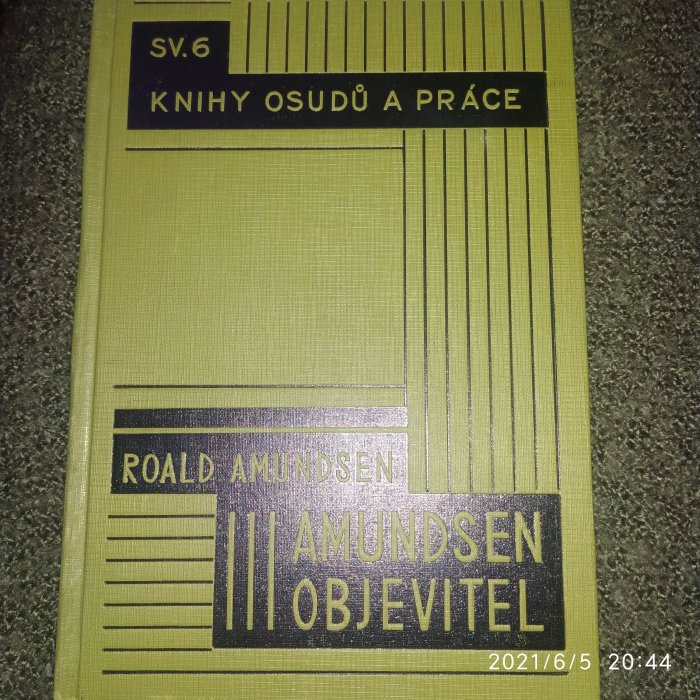 SV.6
KNIHY OSUDŮ A PRÁCE
ROALD AMUNDSEN
AMUNDSEN
OBJEVITEL
2021/6/5 20:44